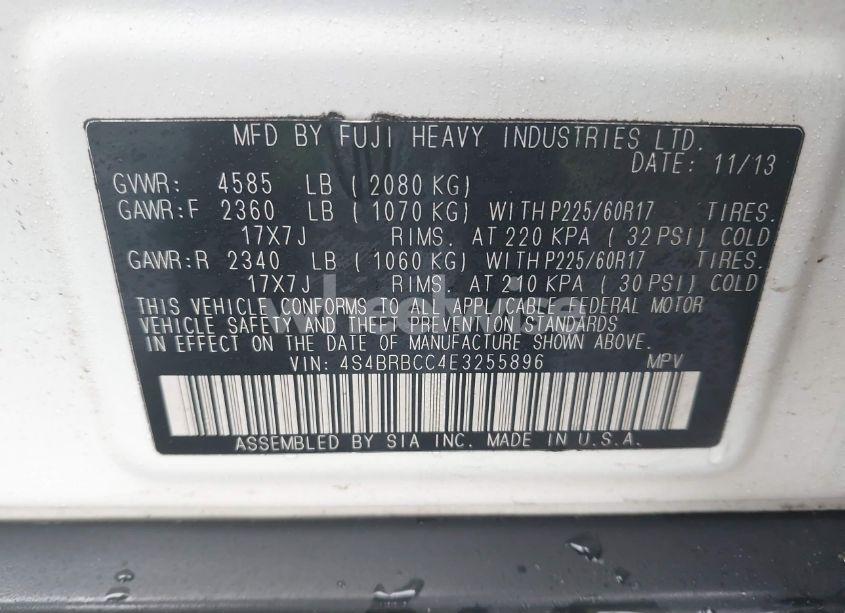 MFD BY FUJI HEAVY INDUSTRIES LTD.
DATE: 11/13
GVWR: 4585 LB ( 2080 KG)
GAWR:F 2360 LB ( 1070 KG) WITH P225/60R17 TIRES.
17X7J RIMS. AT 220 KPA ( 32 PSI) COLD
GAWR:R 2340 LB ( 1060 KG) WITH P225/60R17 TIRES.
17X7J RIMS. AT 210 KPA ( 30 PSI) COLD
THIS VEHICLE CONFORMS TO ALL APPLICABLE FEDERAL MOTOR
VEHICLE SAFETY AND THEFT PREVENTION STANDARDS
IN EFFECT ON THE DATE OF MANUFACTURE SHOWN ABOVE.
VIN: 4S4BRBCC4E3255896 MPV
ASSEMBLED BY SIA INC. MADE IN U.S.A.
wheelwise